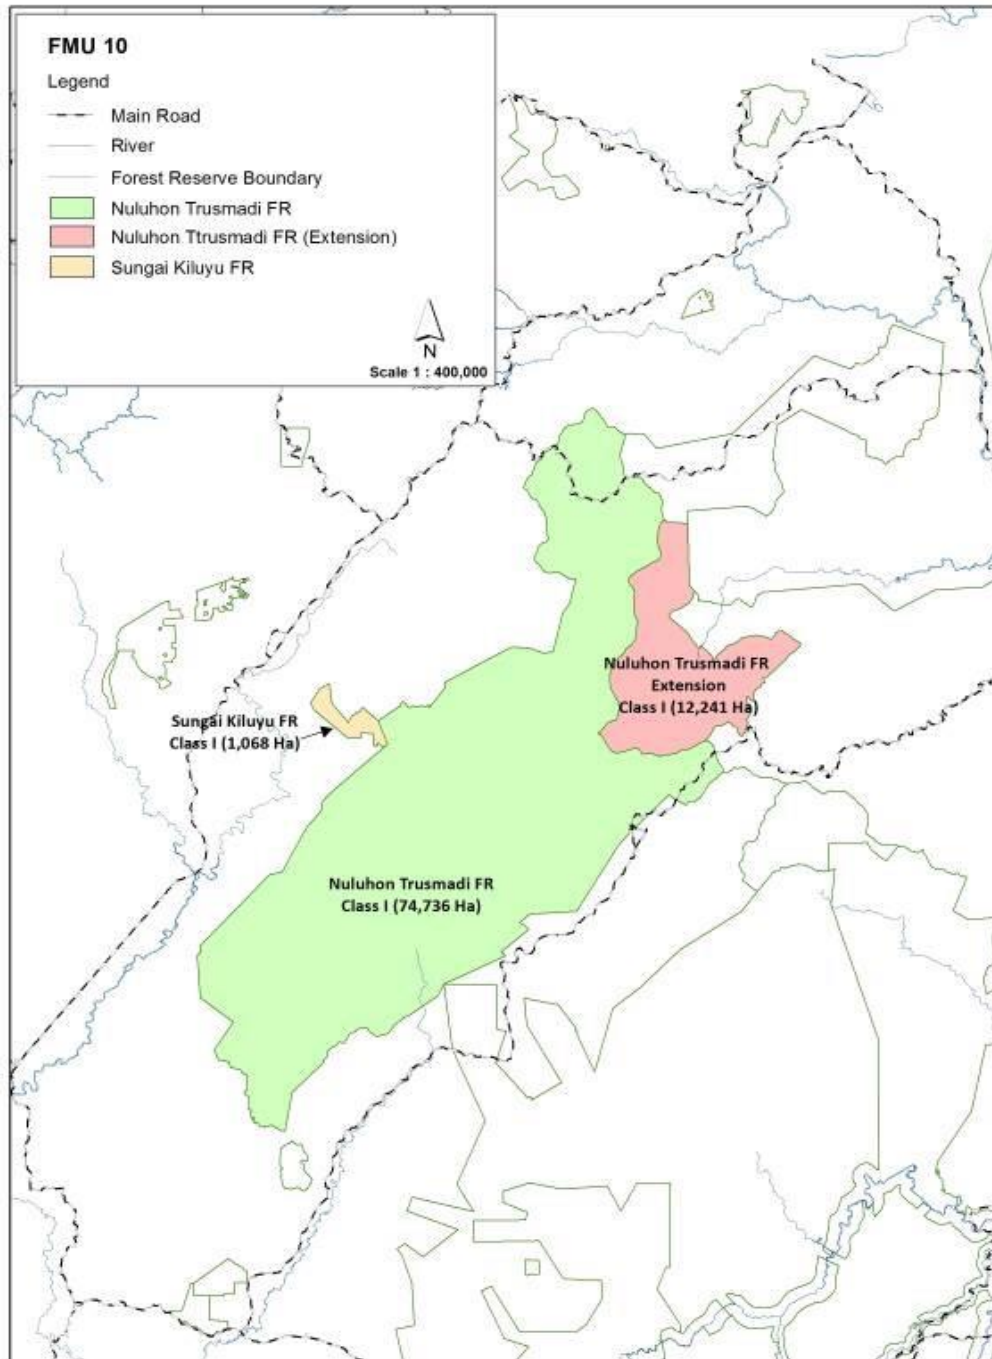 FMU 10
Legend
Main Road
River
Forest Reserve Boundary
Nuluhon Trusmadi FR
Nuluhon Ttrusmadi FR (Extension)
Sungai Kiluyu FR
N
Scale 1 : 400,000
Nuluhon Trusmadi FR
Extension
Class I (12,241 Ha)
Sungai Kiluyu FR
Class I (1,068 Ha)
Nuluhon Trusmadi FR
Class I (74,736 Ha)